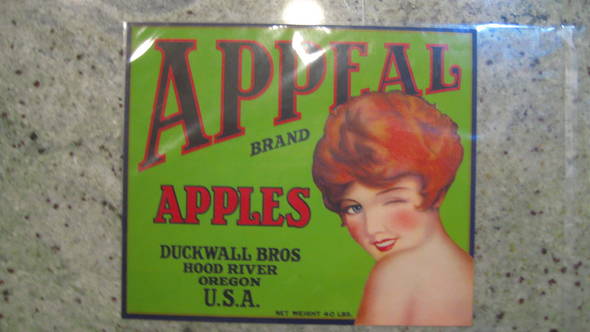 APPEAL
BRAND
APPLES
DUCKWALL BROS
HOOD RIVER
OREGON
U.S.A.
NET WEIGHT 40 LBS.